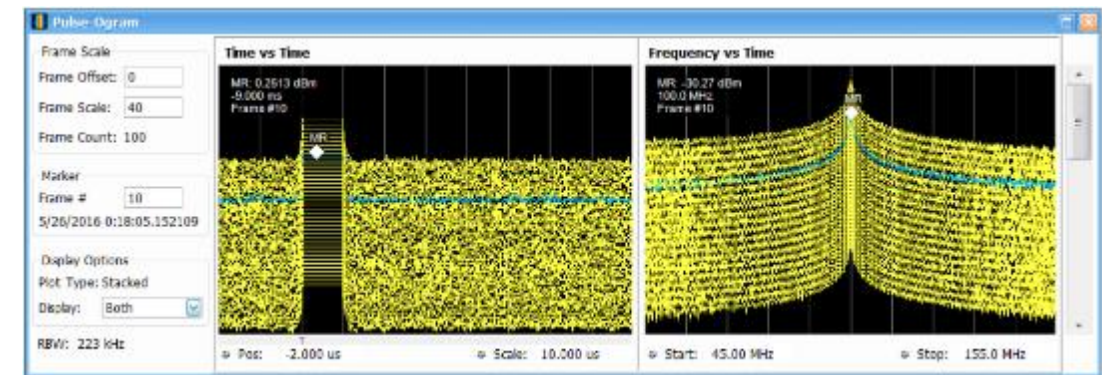 Pulse-Ogram
Frame Scale
Frame Offset: 0
Frame Scale: 40
Frame Count: 100
Marker
Frame # 10
5/26/2016 0:18:05.152109
Display Options
Plot Type: Stacked
Display: Both
RBW: 223 kHz
Time vs Time
MR: 0.2613 dBm
-9.000 ms
Frame #10
MR
T
Pos: -2.000 us
Scale: 10.000 us
Frequency vs Time
MR: -30.27 dBm
100.0 MHz
Frame #10
MR
Start: 45.00 MHz
Stop: 155.0 MHz